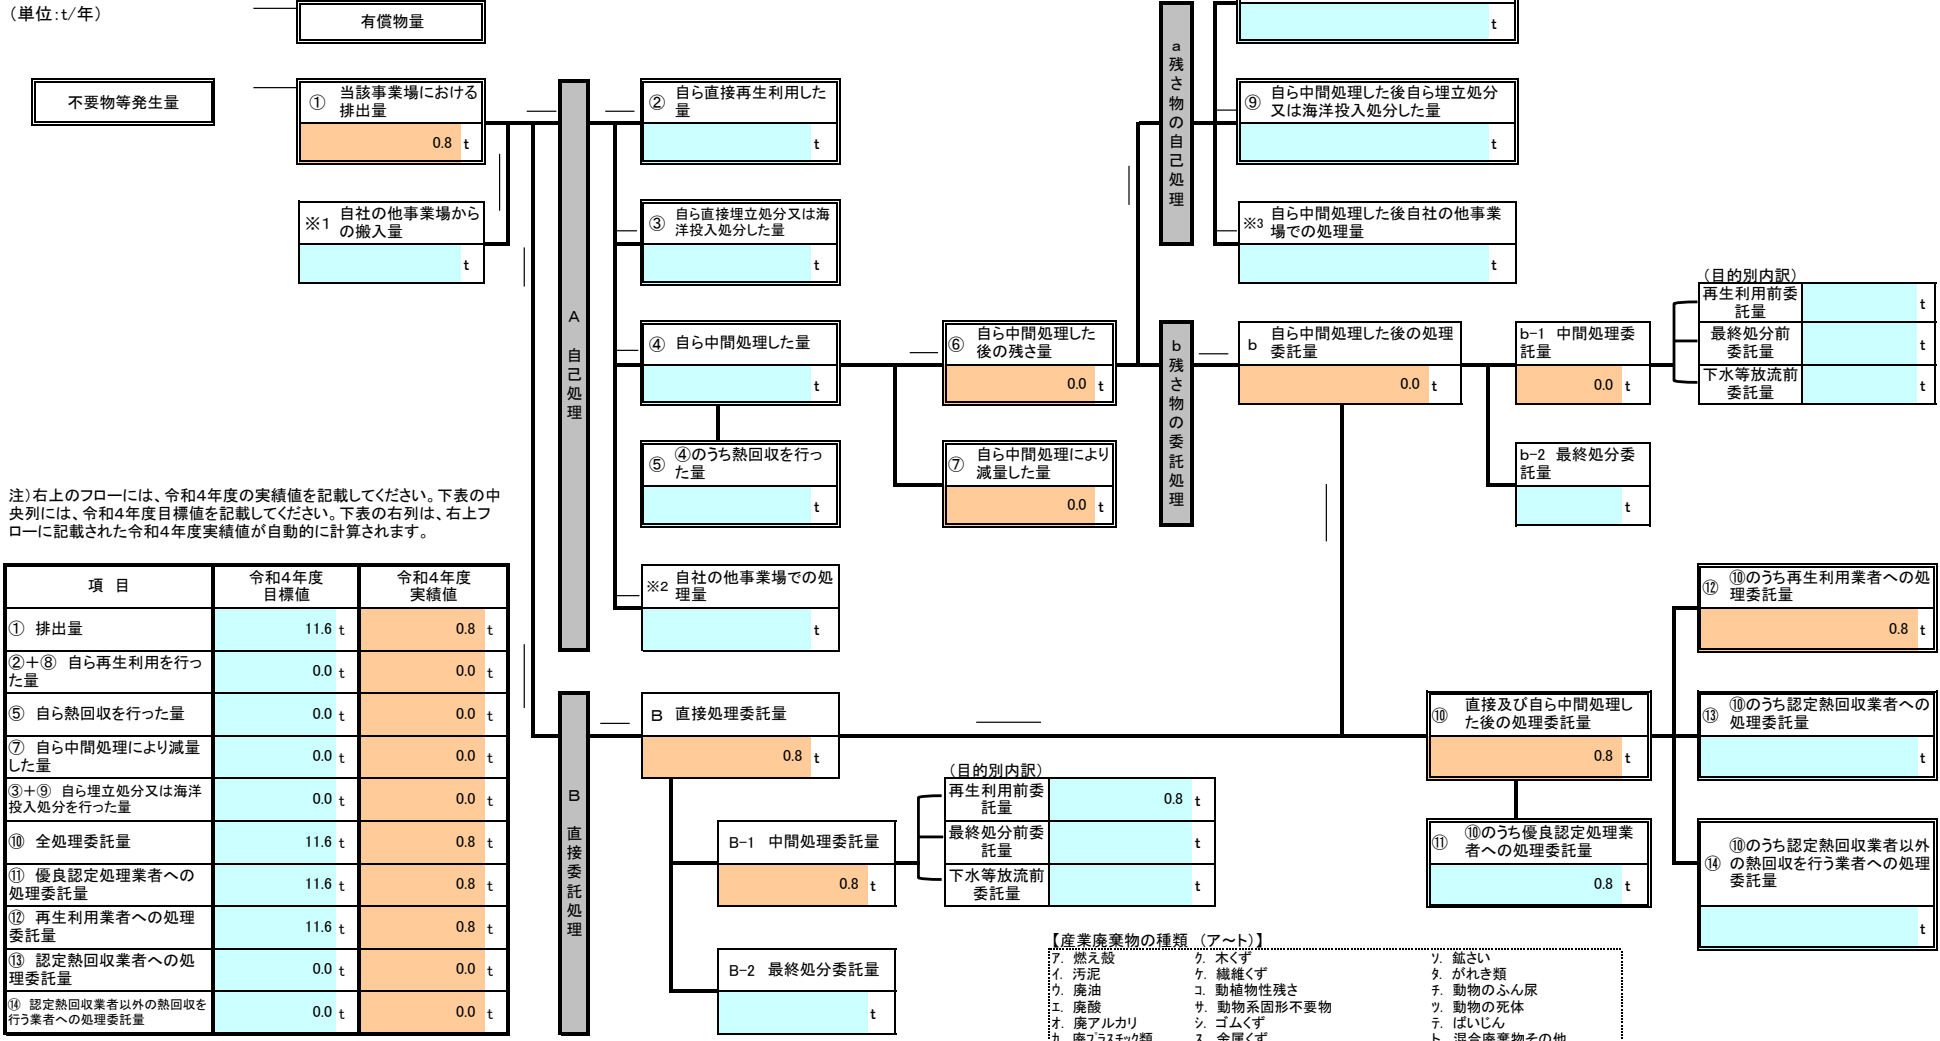 （単位：ｔ/年）
有償物量
不要物等発生量
① 当該事業場における
排出量
0.8 t
※1 自社の他事業場から
の搬入量
t
A
自己処理
② 自ら直接再生利用した
量
t
③ 自ら直接埋立処分又は海
洋投入処分した量
t
④ 自ら中間処理した量
t
⑤ ④のうち熱回収を行っ
た量
t
※2 自社の他事業場での処
理量
t
⑥ 自ら中間処理した
後の残さ量
0.0 t
⑦ 自ら中間処理により
減量した量
0.0 t
a
残さ物の自己処理
t
⑨ 自ら中間処理した後自ら埋立処分
又は海洋投入処分した量
t
※3 自ら中間処理した後自社の他事業
場での処理量
t
b
残さ物の委託処理
b 自ら中間処理した後の処理
委託量
0.0 t
b-1 中間処理委
託量
0.0 t
b-2 最終処分委
託量
t
（目的別内訳）
再生利用前委
託量
t
最終処分前
委託量
t
下水等放流前
委託量
t
注）右上のフローには、令和４年度の実績値を記載してください。下表の中
央列には、令和４年度目標値を記載してください。下表の右列は、右上フ
ローに記載された令和４年度実績値が自動的に計算されます。
項 目 令和４年度 目標値 令和４年度 実績値
① 排出量 11.6 t 0.8 t
②＋⑧ 自ら再生利用を行っ
た量 0.0 t 0.0 t
⑤ 自ら熱回収を行った量 0.0 t 0.0 t
⑦ 自ら中間処理により減量
した量 0.0 t 0.0 t
③＋⑨ 自ら埋立処分又は海洋
投入処分を行った量 0.0 t 0.0 t
⑩ 全処理委託量 11.6 t 0.8 t
⑪ 優良認定処理業者への
処理委託量 11.6 t 0.8 t
⑫ 再生利用業者への処理
委託量 11.6 t 0.8 t
⑬ 認定熱回収業者への処
理委託量 0.0 t 0.0 t
⑭ 認定熱回収業者以外の熱回収を
行う業者への処理委託量 0.0 t 0.0 t
B
直接委託処理
B 直接処理委託量
0.8 t
B-1 中間処理委託量
0.8 t
B-2 最終処分委託量
t
（目的別内訳）
再生利用前委
託量
0.8 t
最終処分前委
託量
t
下水等放流前
委託量
t
⑩ 直接及び自ら中間処理し
た後の処理委託量
0.8 t
⑪ ⑩のうち優良認定処理業
者への処理委託量
0.8 t
⑫ ⑩のうち再生利用業者への処
理委託量
0.8 t
⑬ ⑩のうち認定熱回収業者への
処理委託量
t
⑭ ⑩のうち認定熱回収業者以外
の熱回収を行う業者への処理
委託量
t
【産業廃棄物の種類 （ア～ト）】
ア. 燃え殻 ク. 木くず ソ. 鉱さい
イ. 汚泥 ケ. 繊維くず タ. がれき類
ウ. 廃油 コ. 動植物性残さ チ. 動物のふん尿
エ. 廃酸 サ. 動物系固形不要物 ツ. 動物の死体
オ. 廃アルカリ シ. ゴムくず テ. ばいじん
カ. 廃プラスチック類 ス. 金属くず ト. 混合廃棄物その他